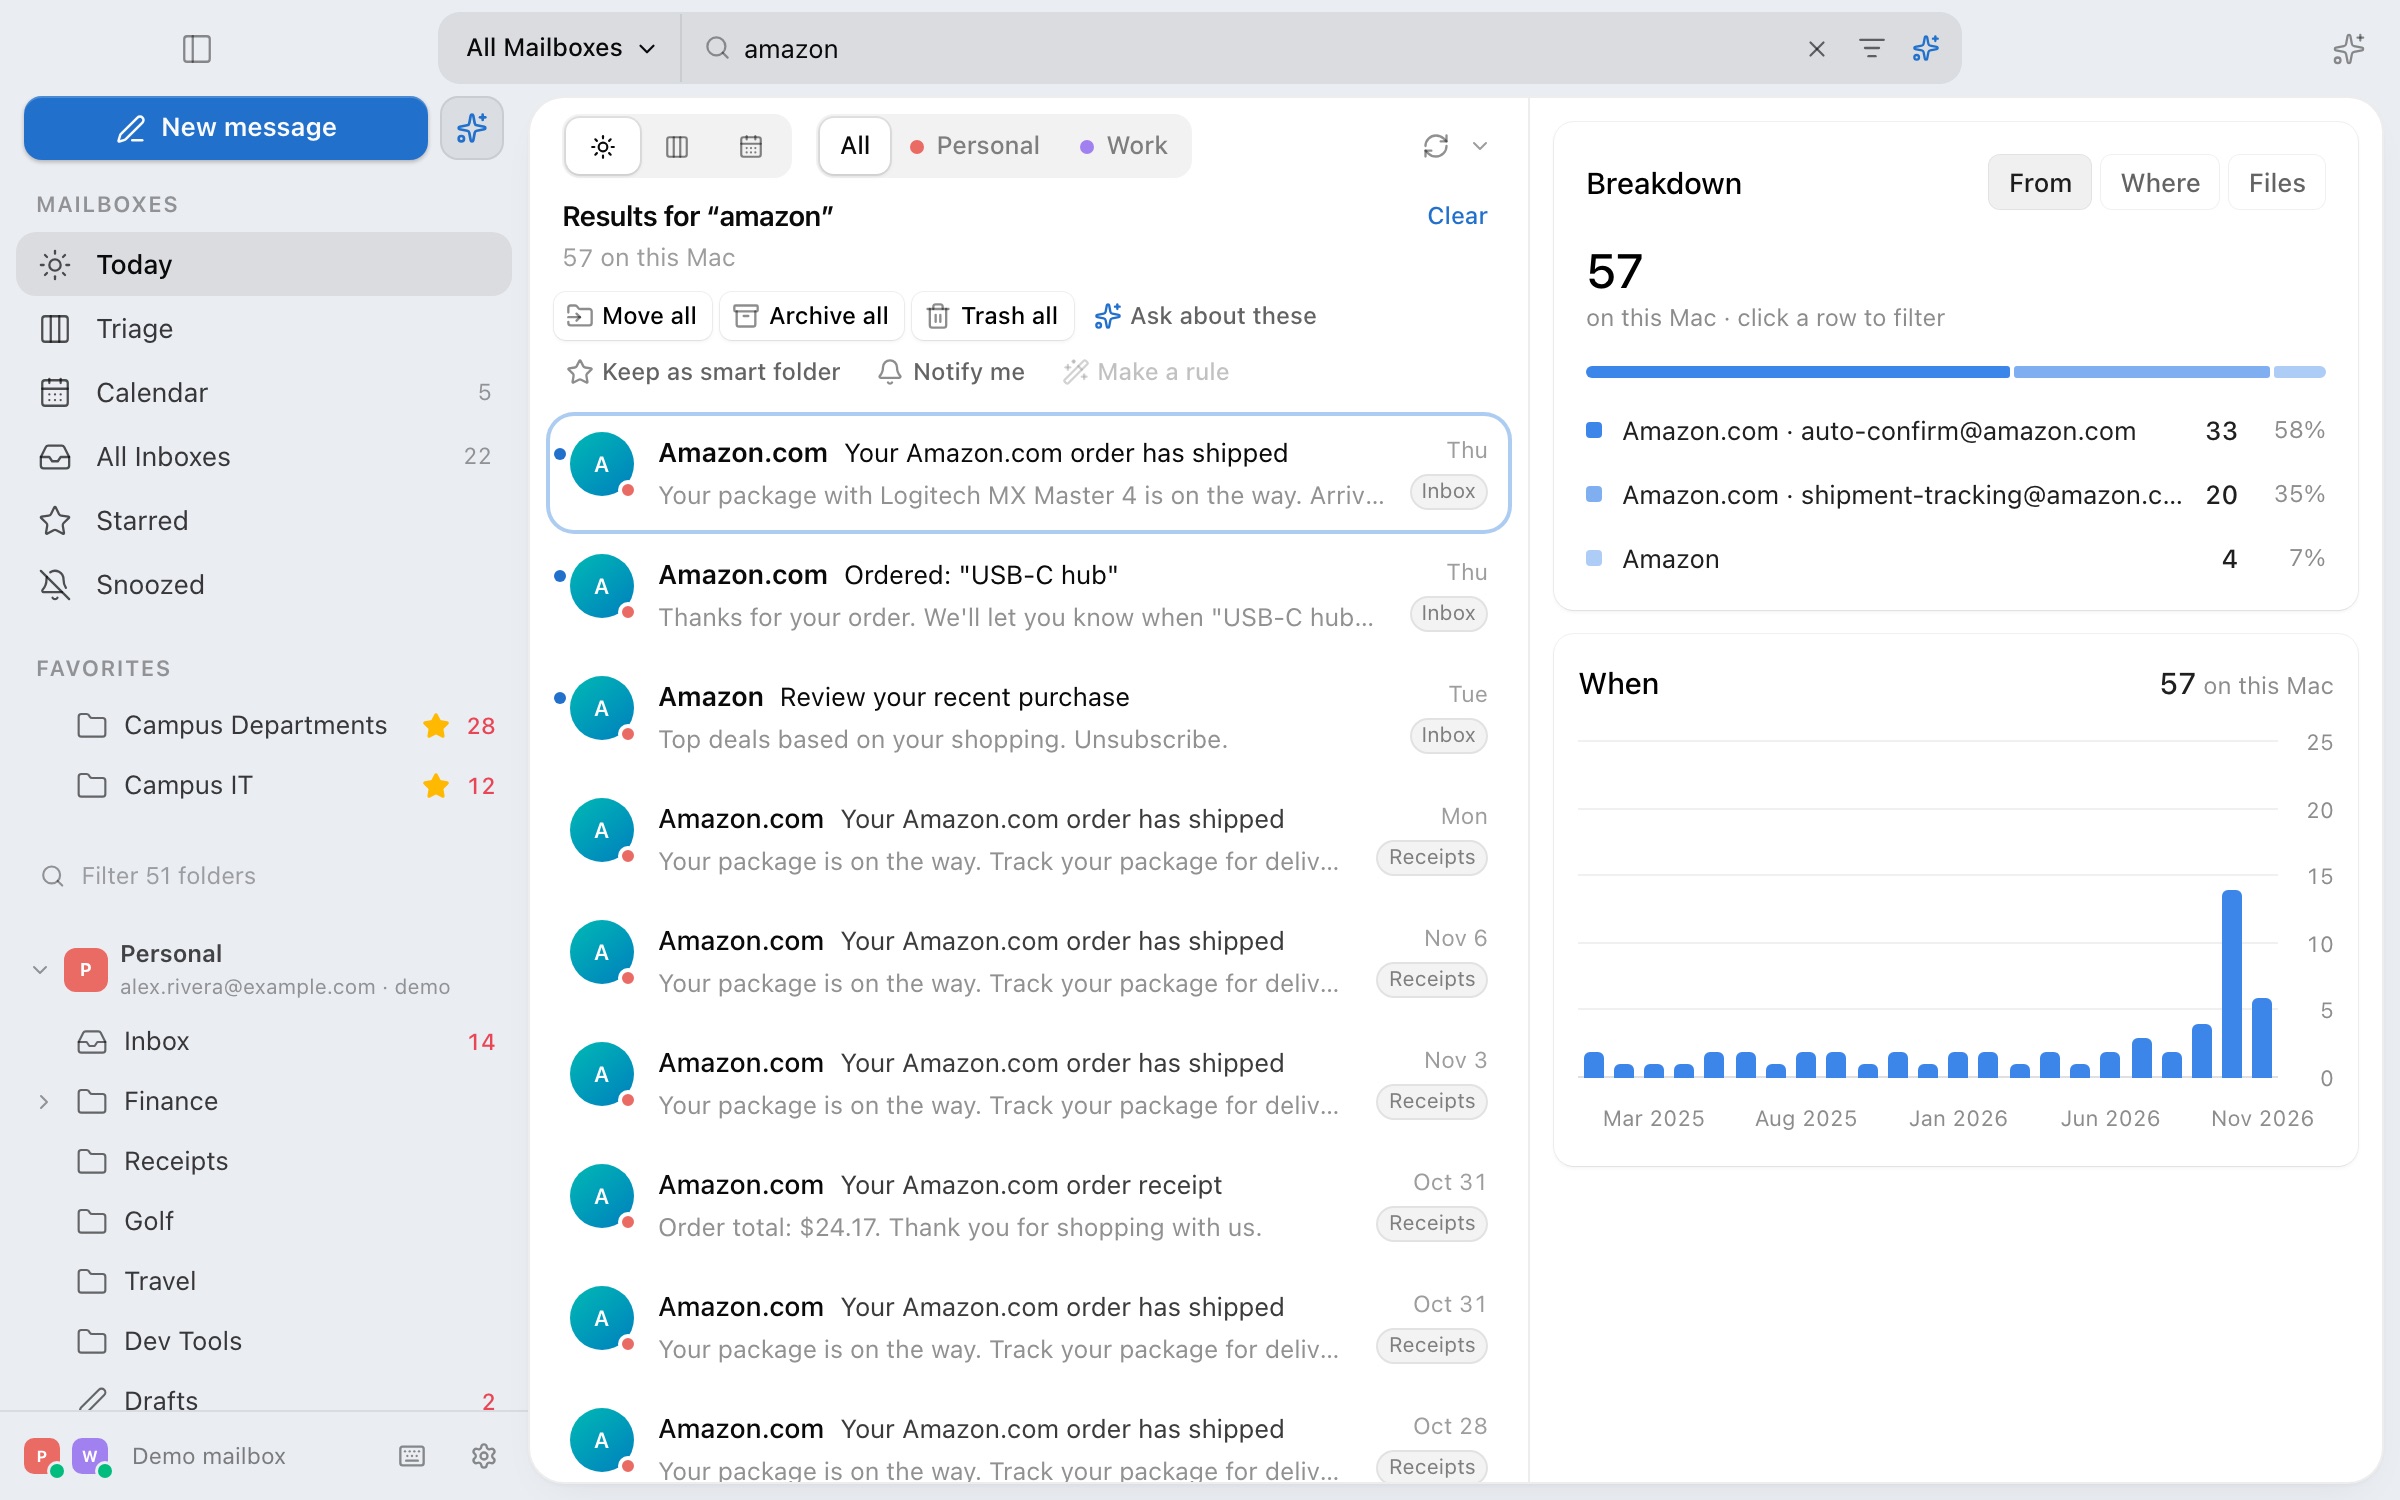 All Mailboxes
amazon
New message
MAILBOXES
Today
Triage
Calendar 5
All Inboxes 22
Starred
Snoozed
FAVORITES
Campus Departments 28
Campus IT 12
Filter 51 folders
P
Personal
alex.rivera@example.com · demo
Inbox 14
Finance
Receipts
Golf
Travel
Dev Tools
Drafts 2
P W Demo mailbox
All Personal Work
Results for “amazon” Clear
57 on this Mac
Move all Archive all Trash all Ask about these
Keep as smart folder Notify me Make a rule
A
Amazon.com Your Amazon.com order has shipped Thu
Your package with Logitech MX Master 4 is on the way. Arriv... Inbox
A
Amazon.com Ordered: "USB-C hub" Thu
Thanks for your order. We'll let you know when "USB-C hub... Inbox
A
Amazon Review your recent purchase Tue
Top deals based on your shopping. Unsubscribe. Inbox
A
Amazon.com Your Amazon.com order has shipped Mon
Your package is on the way. Track your package for deliv... Receipts
A
Amazon.com Your Amazon.com order has shipped Nov 6
Your package is on the way. Track your package for deliv... Receipts
A
Amazon.com Your Amazon.com order has shipped Nov 3
Your package is on the way. Track your package for deliv... Receipts
A
Amazon.com Your Amazon.com order receipt Oct 31
Order total: $24.17. Thank you for shopping with us. Receipts
A
Amazon.com Your Amazon.com order has shipped Oct 31
Your package is on the way. Track your package for deliv... Receipts
A
Amazon.com Your Amazon.com order has shipped Oct 28
Your package is on the way. Track your package for deliv... Receipts
Breakdown From Where Files
57
on this Mac · click a row to filter
Amazon.com · auto-confirm@amazon.com 33 58%
Amazon.com · shipment-tracking@amazon.c... 20 35%
Amazon 4 7%
When 57 on this Mac
25
20
15
10
5
0
Mar 2025 Aug 2025 Jan 2026 Jun 2026 Nov 2026